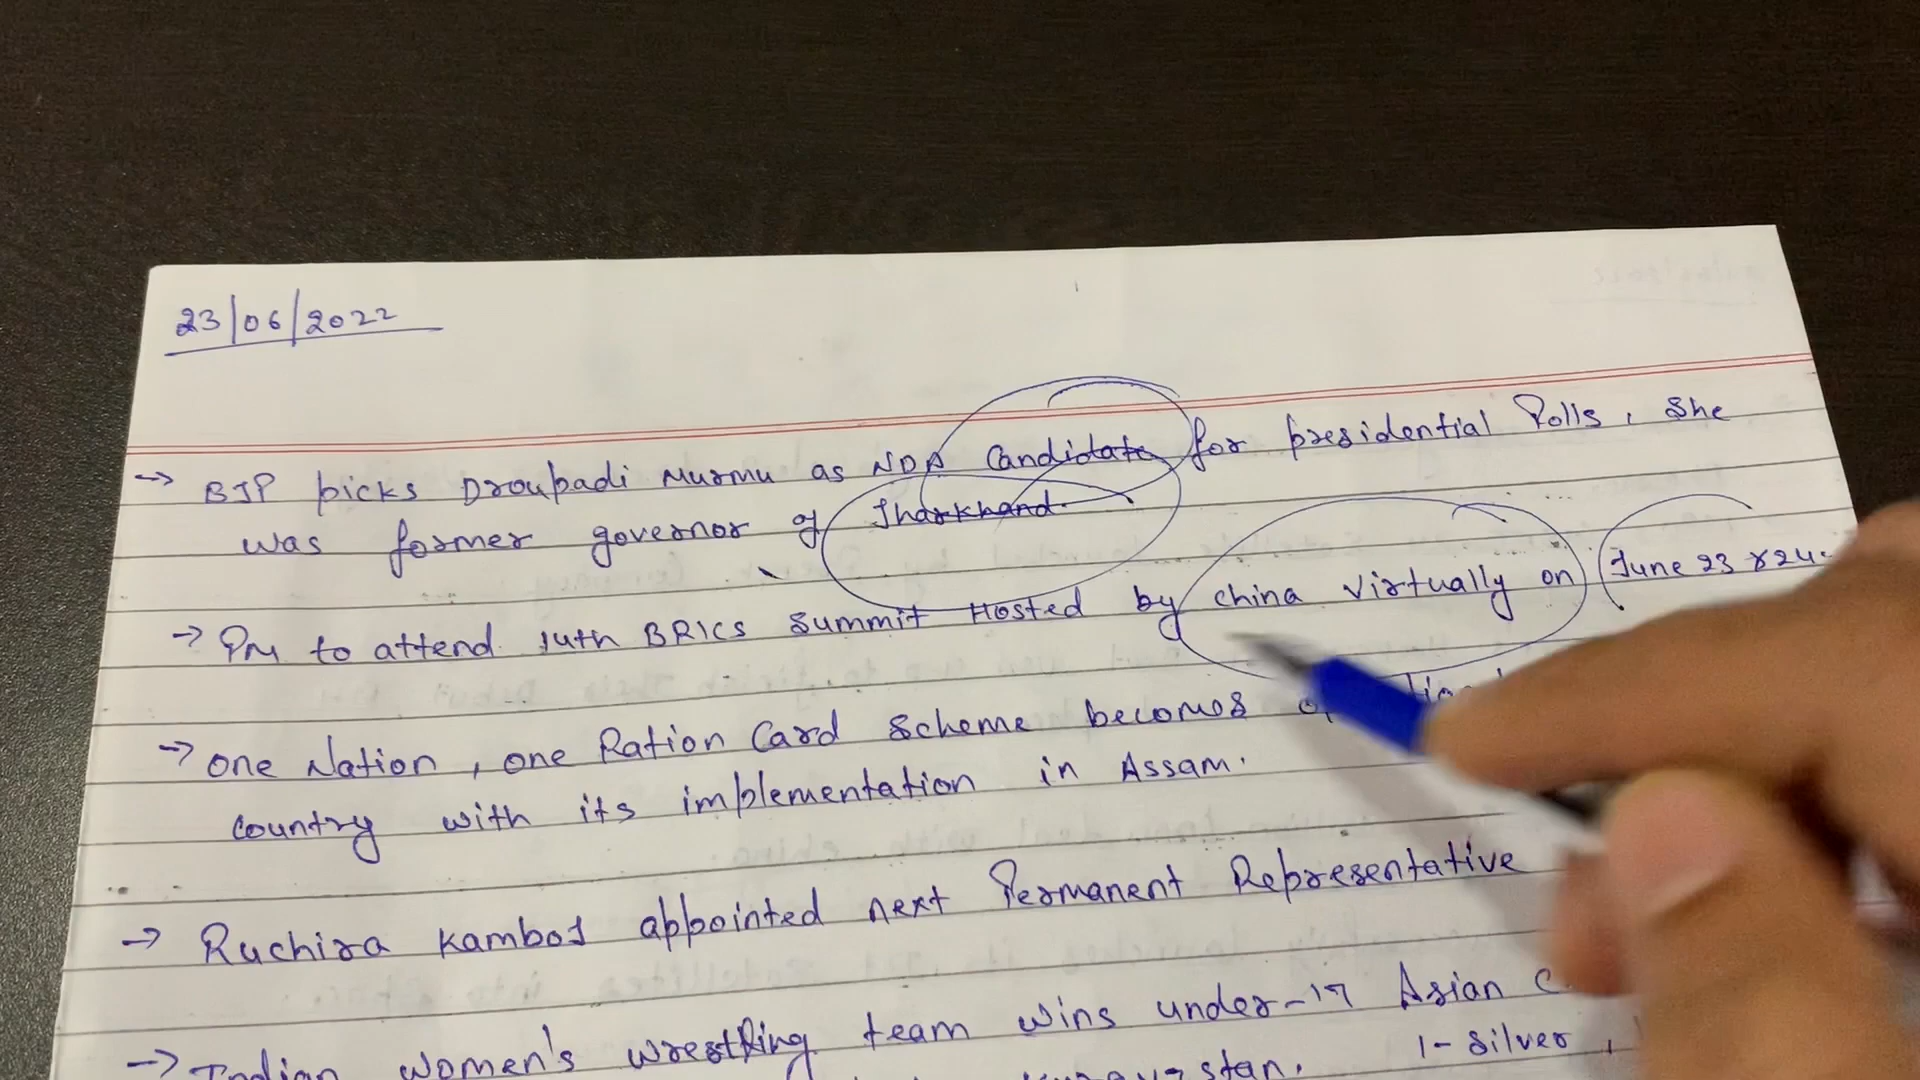 23/06/2022
→ BJP picks Droupadi Murmu as NDA Candidate for presidential Polls, She
was former governor of Jharkhand
→ PM to attend 14th BRICS Summit Hosted by china virtually on June 23 & 24
→ One Nation, one Ration Card Scheme becomes
country with its implementation in Assam.
→ Ruchira Kamboj appointed next Permanent Representative
→ Indian women's wrestling team wins under-17 Asian
1- silver,